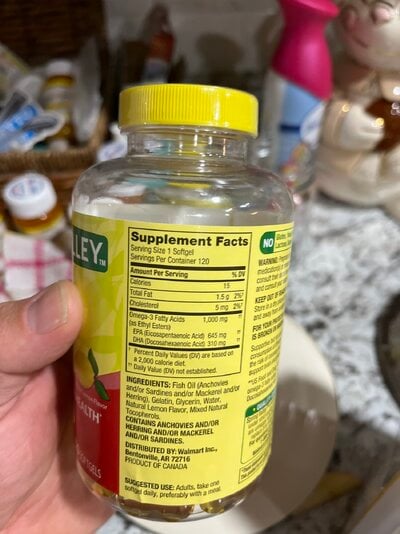 LLEY™
Supplement Facts
Serving Size 1 Softgel
Servings Per Container 120
Amount Per Serving % DV
Calories 15
Total Fat 1.5 g 2%*
Cholesterol 5 mg 2%*
Omega-3 Fatty Acids 1,000 mg **
(as Ethyl Esters)
EPA (Eicosapentaenoic Acid) 645 mg **
DHA (Docosahexaenoic Acid) 310 mg **
* Percent Daily Values (DV) are based on
a 2,000 calorie diet.
** Daily Value (DV) not established.
INGREDIENTS: Fish Oil (Anchovies
and/or Sardines and/or Mackerel and/or
Herring), Gelatin, Glycerin, Water,
Natural Lemon Flavor, Mixed Natural
Tocopherols.
CONTAINS ANCHOVIES AND/OR
HERRING AND/OR MACKEREL
AND/OR SARDINES.
DISTRIBUTED BY: Walmart Inc.,
Bentonville, AR 72716
PRODUCT OF CANADA
SUGGESTED USE: Adults, take one
softgel daily, preferably with a meal.
Flavor
EALTH*
SOFTGELS
NO
WARNING:
KEEP OUT OF